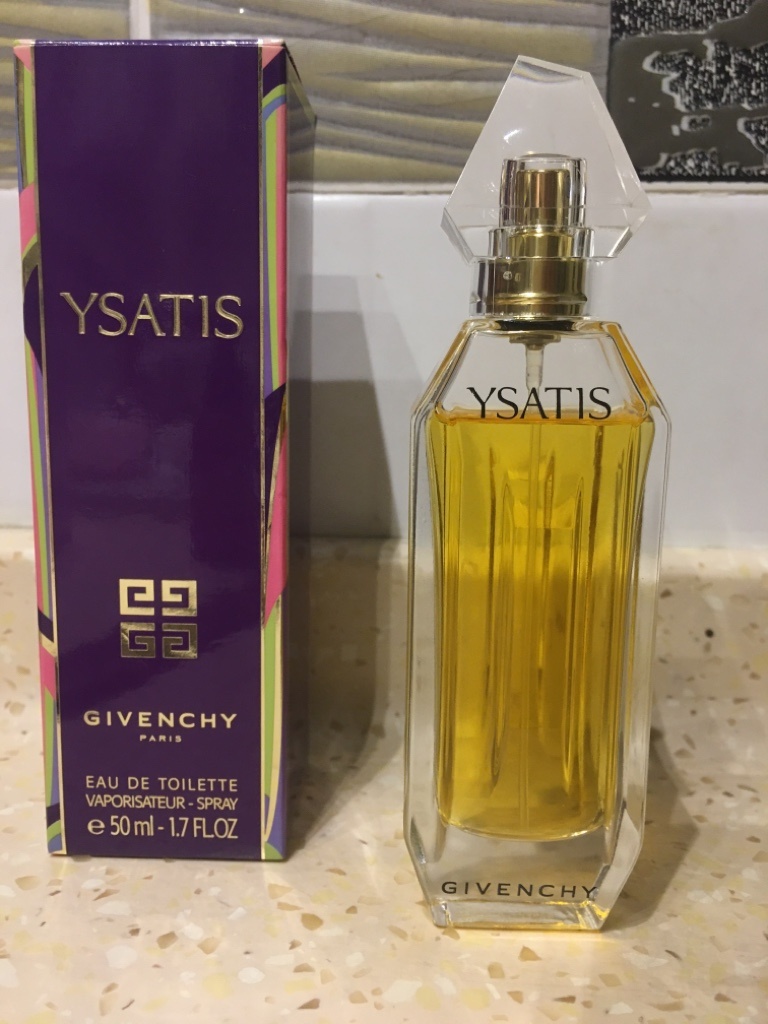 YSATIS
GIVENCHY
PARIS
EAU DE TOILETTE
VAPORISATEUR - SPRAY
e 50 ml - 1.7 FL.OZ
YSATIS
GIVENCHY